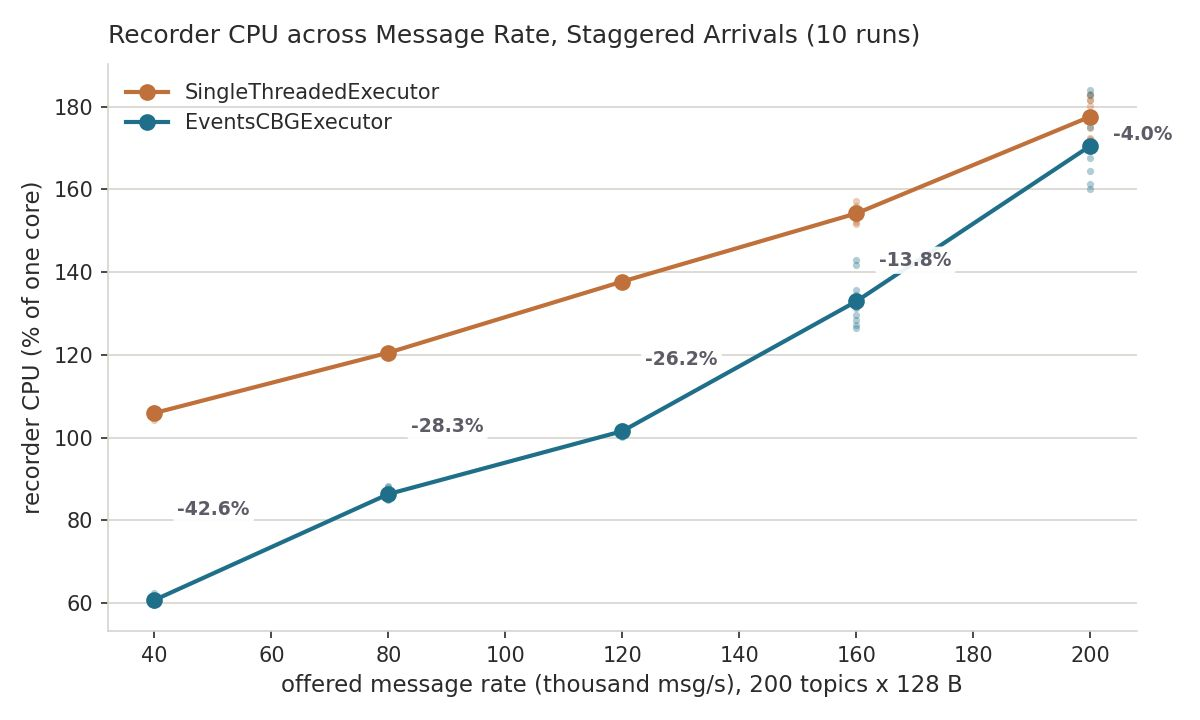 Recorder CPU across Message Rate, Staggered Arrivals (10 runs)
SingleThreadedExecutor
EventsCBGExecutor
recorder CPU (% of one core)
180
160
140
120
100
80
60
-4.0%
-13.8%
-26.2%
-28.3%
-42.6%
40 60 80 100 120 140 160 180 200
offered message rate (thousand msg/s), 200 topics x 128 B